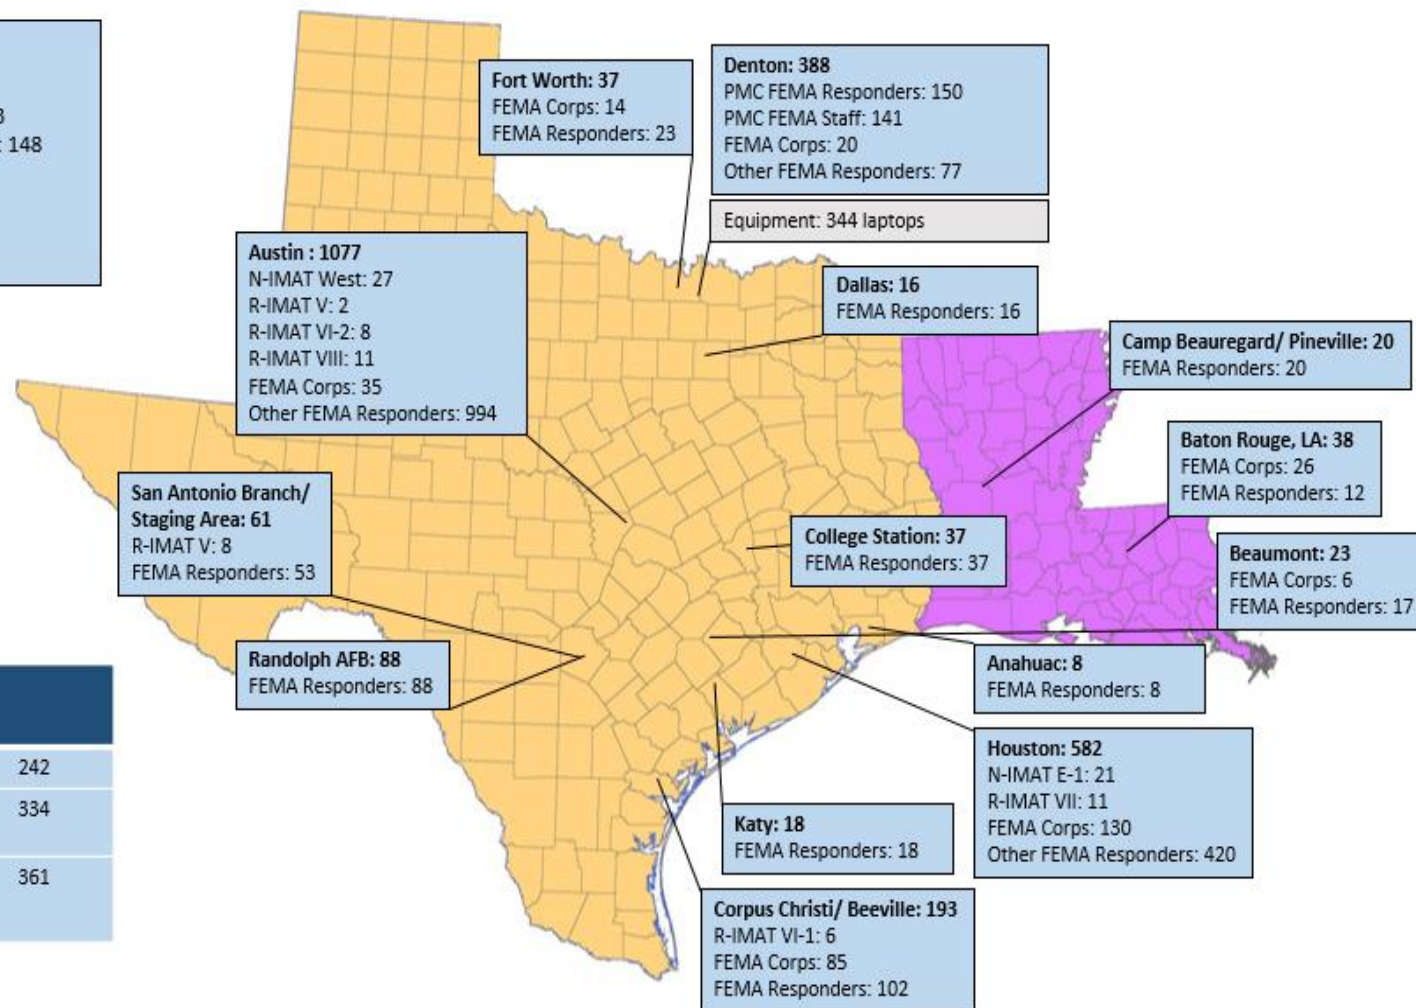 3
: 148
Fort Worth: 37
FEMA Corps: 14
FEMA Responders: 23
Denton: 388
PMC FEMA Responders: 150
PMC FEMA Staff: 141
FEMA Corps: 20
Other FEMA Responders: 77
Equipment: 344 laptops
Austin : 1077
N-IMAT West: 27
R-IMAT V: 2
R-IMAT VI-2: 8
R-IMAT VIII: 11
FEMA Corps: 35
Other FEMA Responders: 994
Dallas: 16
FEMA Responders: 16
Camp Beauregard/ Pineville: 20
FEMA Responders: 20
Baton Rouge, LA: 38
FEMA Corps: 26
FEMA Responders: 12
San Antonio Branch/
Staging Area: 61
R-IMAT V: 8
FEMA Responders: 53
College Station: 37
FEMA Responders: 37
Beaumont: 23
FEMA Corps: 6
FEMA Responders: 17
Randolph AFB: 88
FEMA Responders: 88
Anahuac: 8
FEMA Responders: 8
Houston: 582
N-IMAT E-1: 21
R-IMAT VII: 11
FEMA Corps: 130
Other FEMA Responders: 420
242
334
361
Katy: 18
FEMA Responders: 18
Corpus Christi/ Beeville: 193
R-IMAT VI-1: 6
FEMA Corps: 85
FEMA Responders: 102